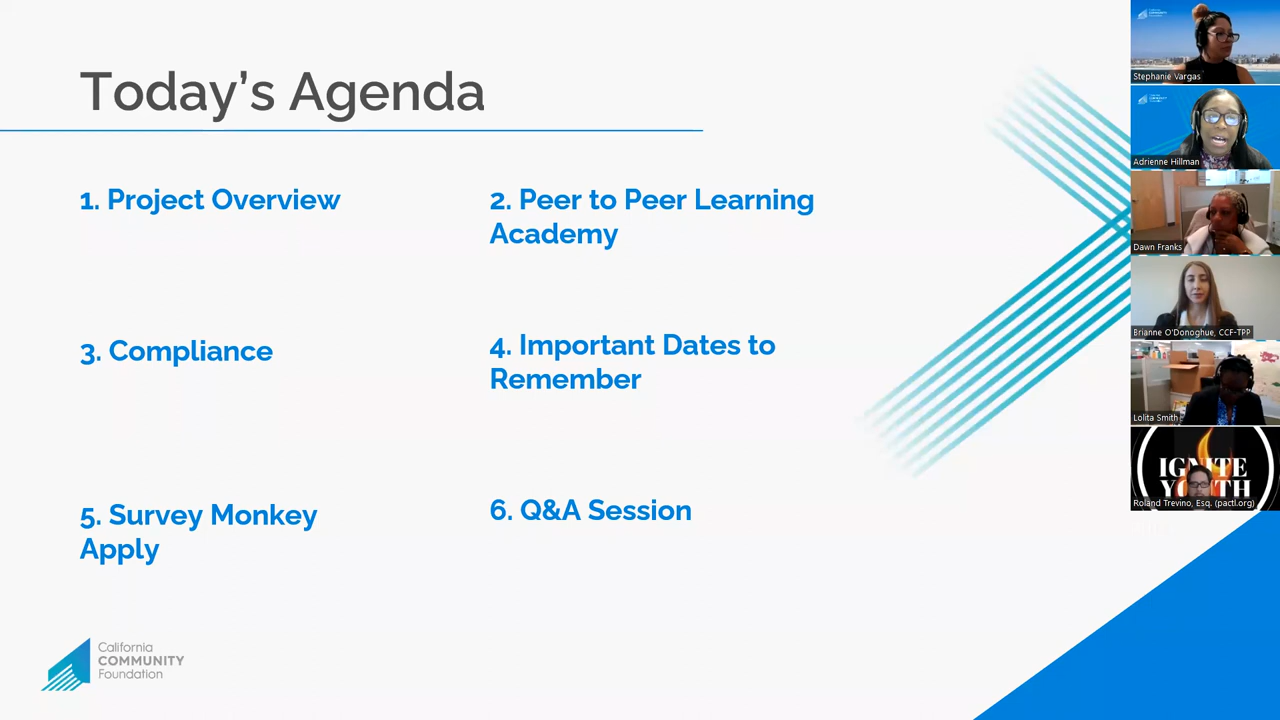 Today's Agenda
1. Project Overview
2. Peer to Peer Learning
Academy
3. Compliance
4. Important Dates to
Remember
5. Survey Monkey
Apply
6. Q&A Session
California
COMMUNITY
Foundation
Stephanie Vargas
Adrienne Hillman
Dawn Franks
Brianne O'Donoghue, CCF-TPP
Lolita Smith
IGNITE
YOUTH
Roland Trevino, Esq. (pactl.org)